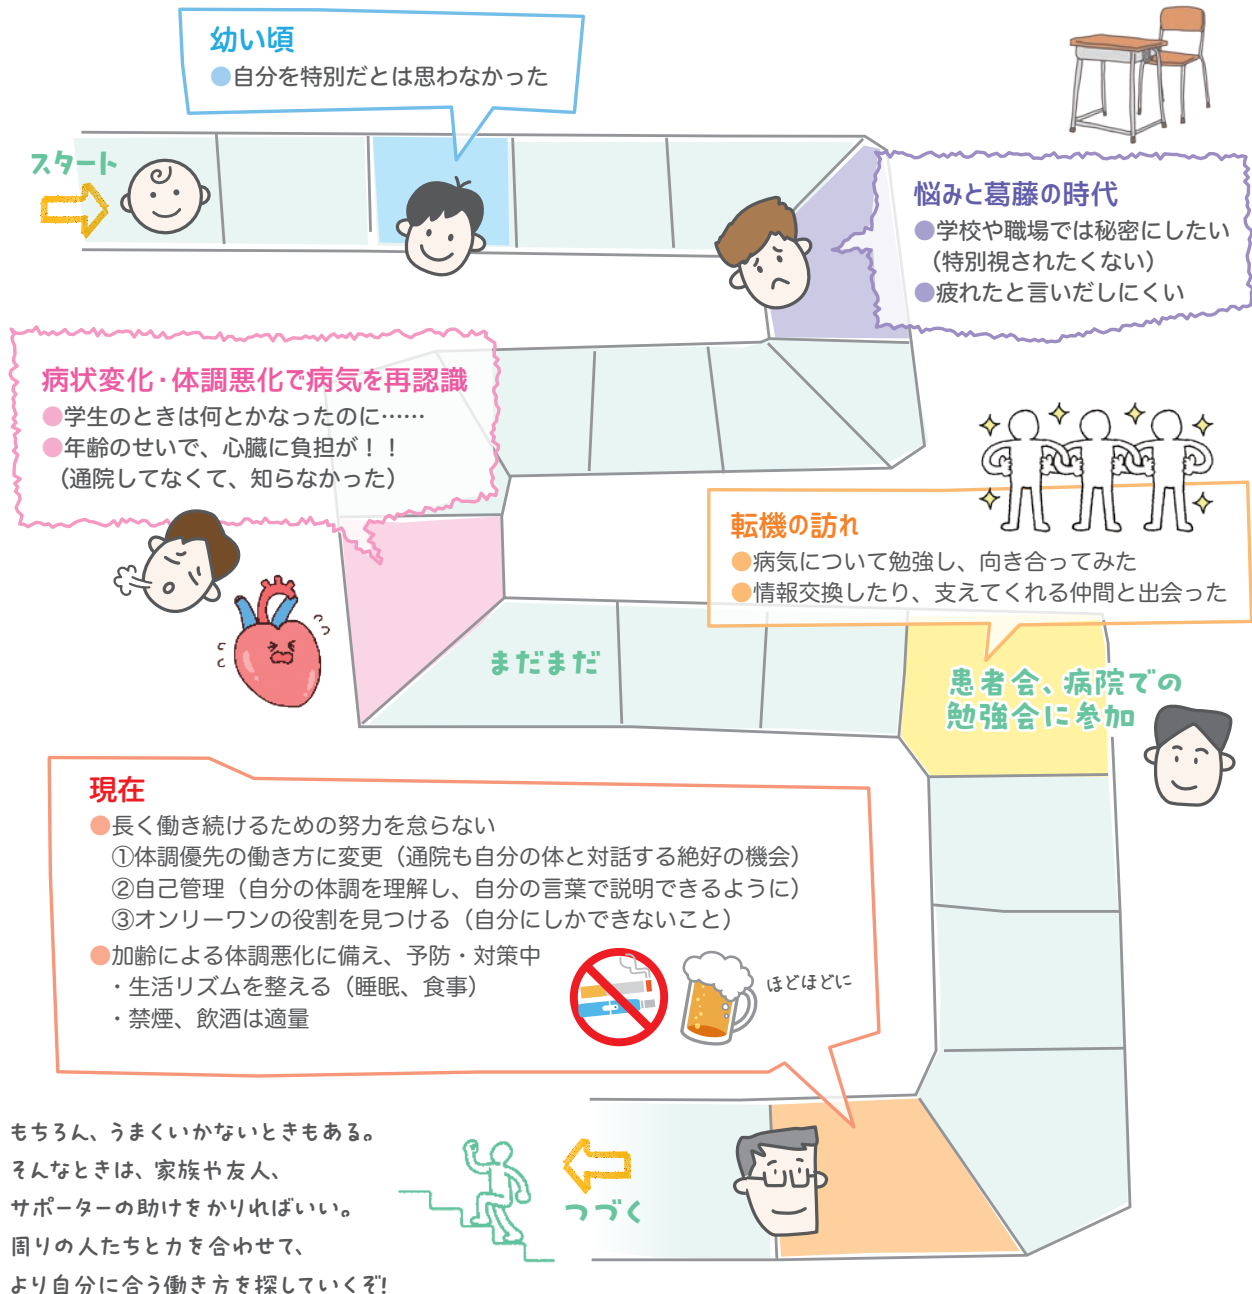 幼い頃
●自分を特別だとは思わなかった
スタート
悩みと葛藤の時代
●学校や職場では秘密にしたい
（特別視されたくない）
●疲れたと言いだしにくい
病状変化・体調悪化で病気を再認識
●学生のときは何とかなったのに……
●年齢のせいで、心臓に負担が！！
（通院してなくて、知らなかった）
転機の訪れ
●病気について勉強し、向き合ってみた
●情報交換したり、支えてくれる仲間と出会った
まだまだ
患者会、病院での
勉強会に参加
現在
●長く働き続けるための努力を怠らない
①体調優先の働き方に変更（通院も自分の体と対話する絶好の機会）
②自己管理（自分の体調を理解し、自分の言葉で説明できるように）
③オンリーワンの役割を見つける（自分にしかできないこと）
●加齢による体調悪化に備え、予防・対策中
・生活リズムを整える（睡眠、食事）
・禁煙、飲酒は適量
ほどほどに
つづく
もちろん、うまくいかないときもある。
そんなときは、家族や友人、
サポーターの助けをかりればいい。
周りの人たちと力を合わせて、
より自分に合う働き方を探していくぞ!